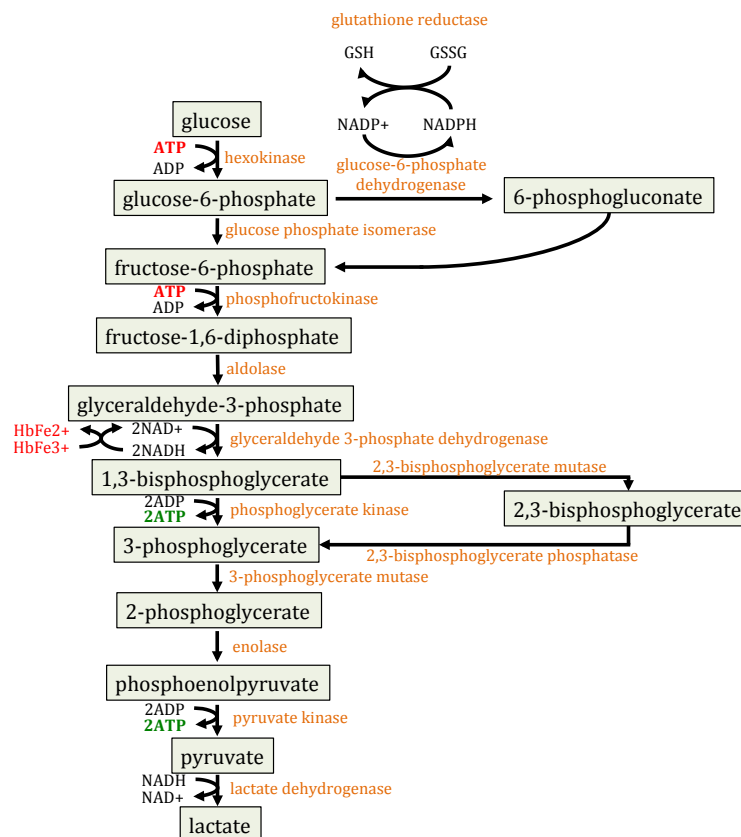 glutathione reductase
GSH GSSG
NADP+ NADPH
glucose
ATP
ADP
hexokinase
glucose-6-phosphate
dehydrogenase
glucose-6-phosphate
6-phosphogluconate
glucose phosphate isomerase
fructose-6-phosphate
ATP
ADP
phosphofructokinase
fructose-1,6-diphosphate
aldolase
glyceraldehyde-3-phosphate
HbFe2+
HbFe3+
2NAD+
2NADH
glyceraldehyde 3-phosphate dehydrogenase
1,3-bisphosphoglycerate
2,3-bisphosphoglycerate mutase
2ADP
2ATP
phosphoglycerate kinase
2,3-bisphosphoglycerate
3-phosphoglycerate
2,3-bisphosphoglycerate phosphatase
3-phosphoglycerate mutase
2-phosphoglycerate
enolase
phosphoenolpyruvate
2ADP
2ATP
pyruvate kinase
pyruvate
NADH
NAD+
lactate dehydrogenase
lactate